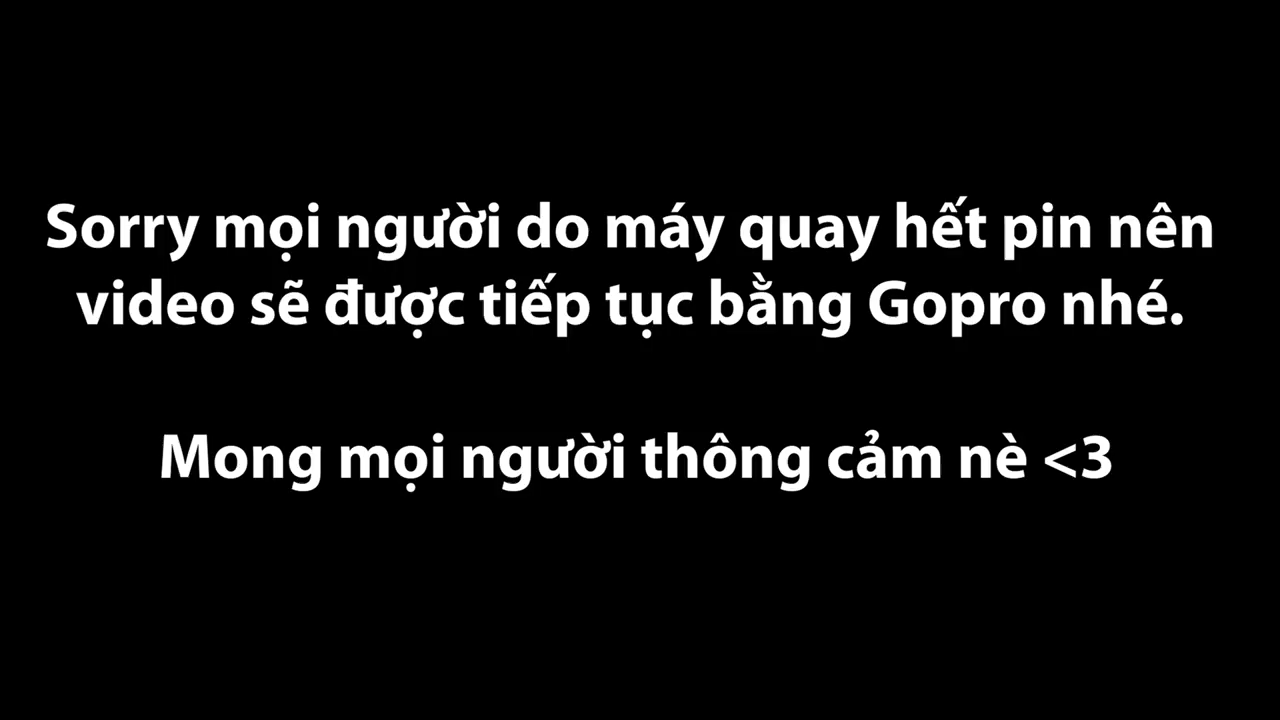 Sorry mọi người do máy quay hết pin nên
video sẽ được tiếp tục bằng Gopro nhé.
Mong mọi người thông cảm nè <3